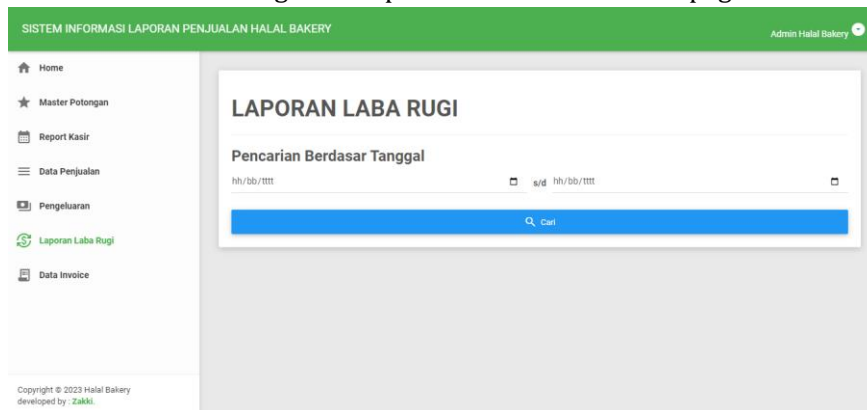 SISTEM INFORMASI LAPORAN PENJUALAN HALAL BAKERY
Admin Halal Bakery
Home
Master Potongan
Report Kasir
Data Penjualan
Pengeluaran
Laporan Laba Rugi
Data Invoice
LAPORAN LABA RUGI
Pencarian Berdasar Tanggal
hh/bb/tttt s/d hh/bb/tttt
Cari
Copyright © 2023 Halal Bakery
developed by : Zakki.